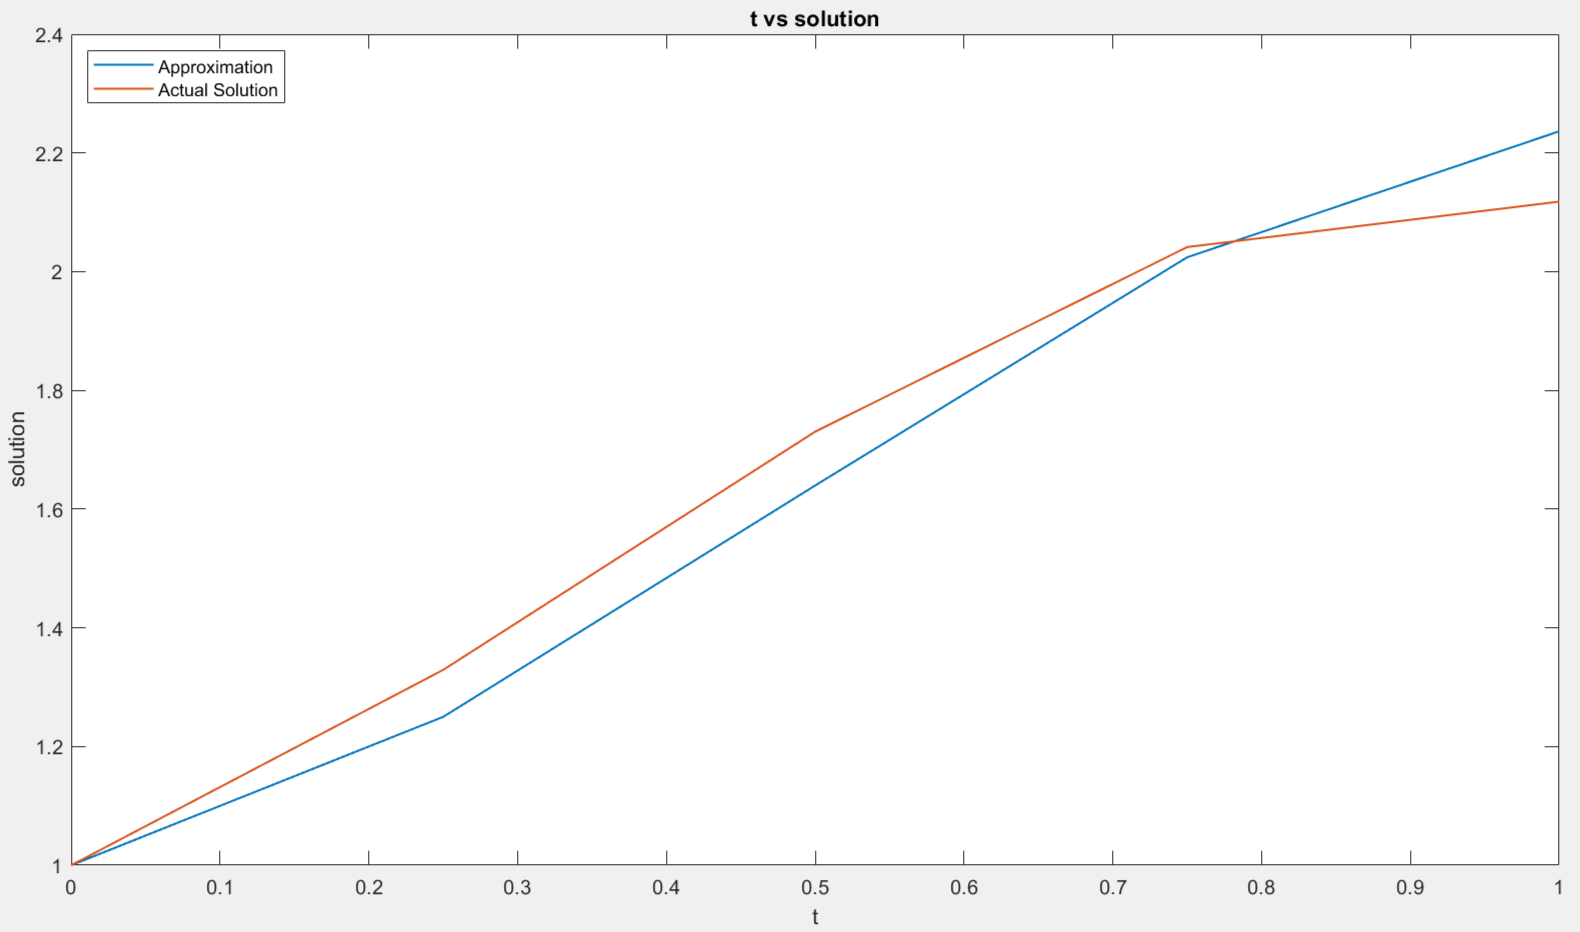 t vs solution
Approximation
Actual Solution
2.4
2.2
2
1.8
1.6
1.4
1.2
1
solution
0 0.1 0.2 0.3 0.4 0.5 0.6 0.7 0.8 0.9 1
t